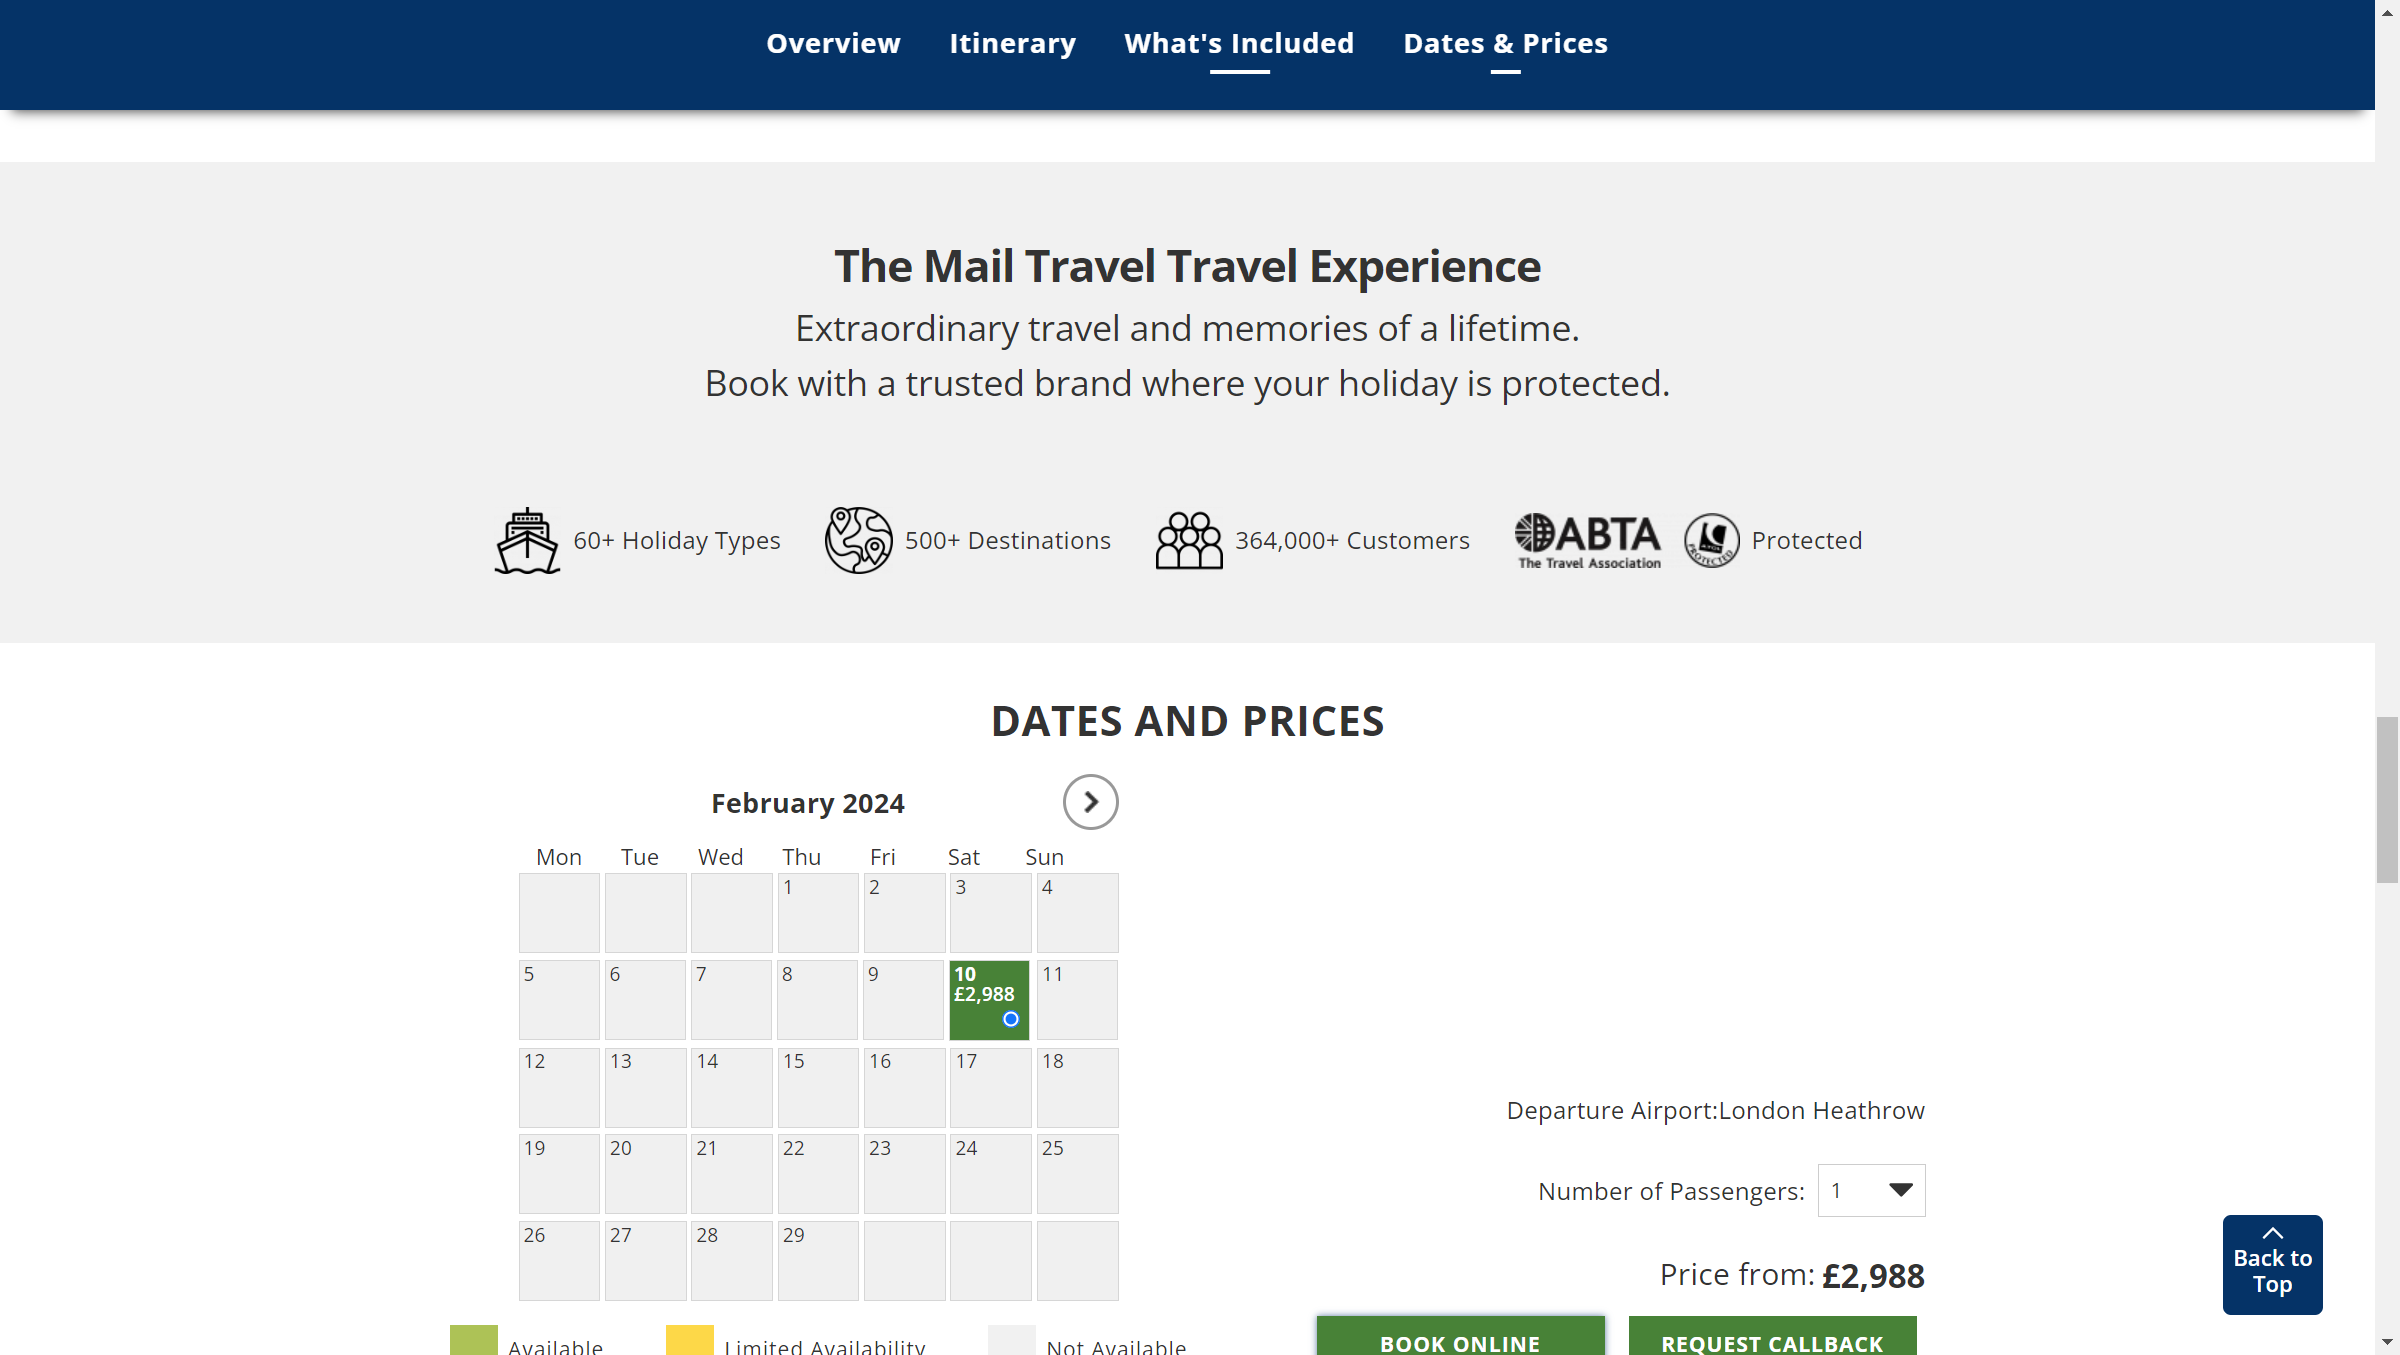 Overview Itinerary What's Included Dates & Prices
The Mail Travel Travel Experience
Extraordinary travel and memories of a lifetime.
Book with a trusted brand where your holiday is protected.
60+ Holiday Types 500+ Destinations 364,000+ Customers ABTA The Travel Association PROTECTED Protected
DATES AND PRICES
February 2024
Mon Tue Wed Thu Fri Sat Sun
1 2 3 4
5 6 7 8 9 10 £2,988 11
12 13 14 15 16 17 18
19 20 21 22 23 24 25
26 27 28 29
Available Limited Availability Not Available
Departure Airport:London Heathrow
Number of Passengers: 1
Price from: £2,988
BOOK ONLINE REQUEST CALLBACK
Back to
Top